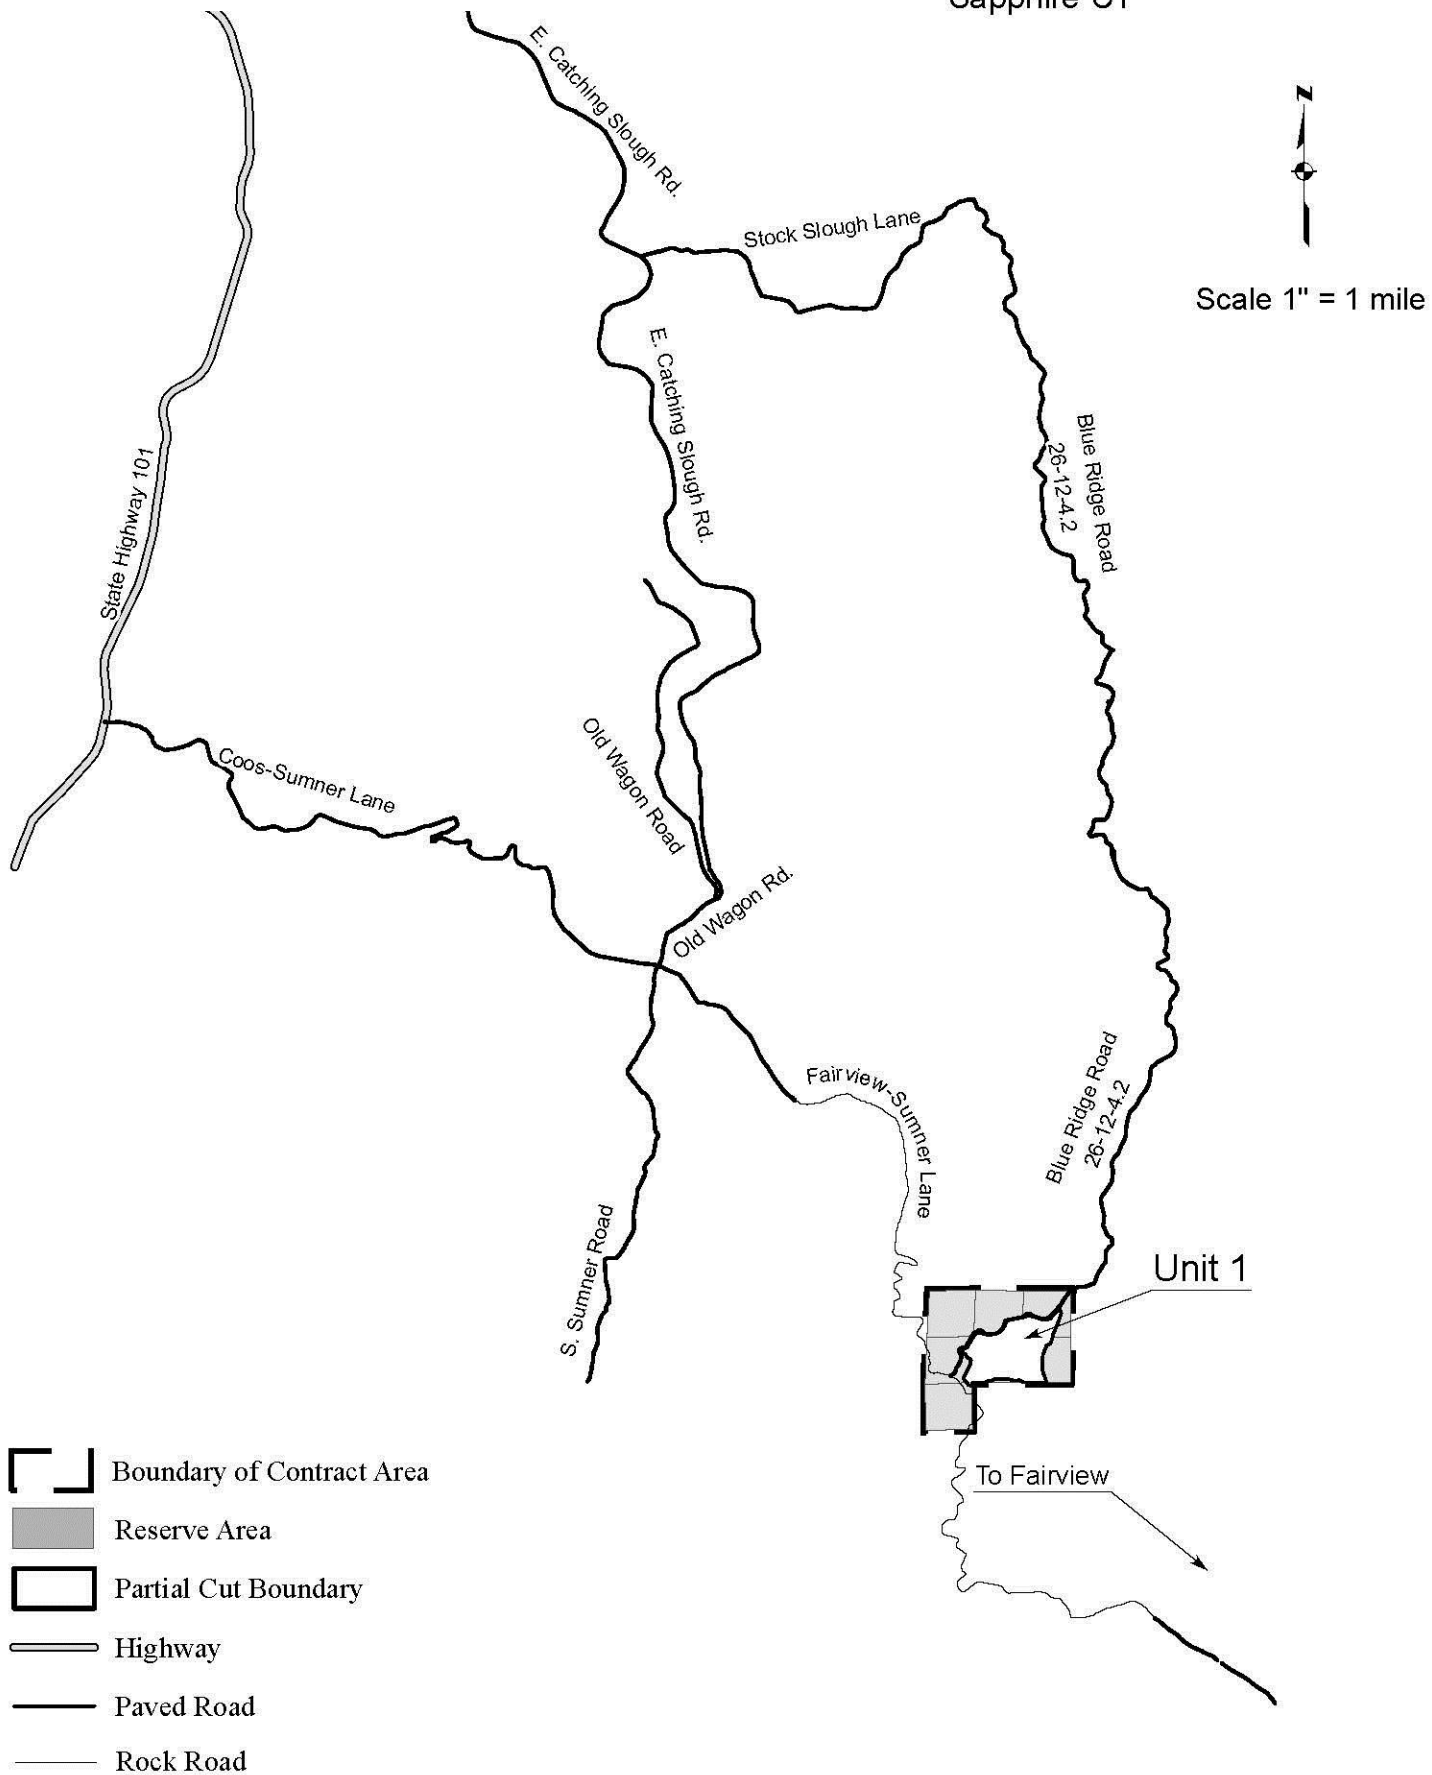 Sapphire CT
E. Catching Slough Rd.
N
Stock Slough Lane
Scale 1" = 1 mile
E. Catching Slough Rd.
Blue Ridge Road
26-12-4.2
State Highway 101
Coos-Sumner Lane
Old Wagon Road
Old Wagon Rd.
Fairview-Sumner Lane
Blue Ridge Road
26-12-4.2
S. Sumner Road
Unit 1
To Fairview
Boundary of Contract Area
Reserve Area
Partial Cut Boundary
Highway
Paved Road
Rock Road